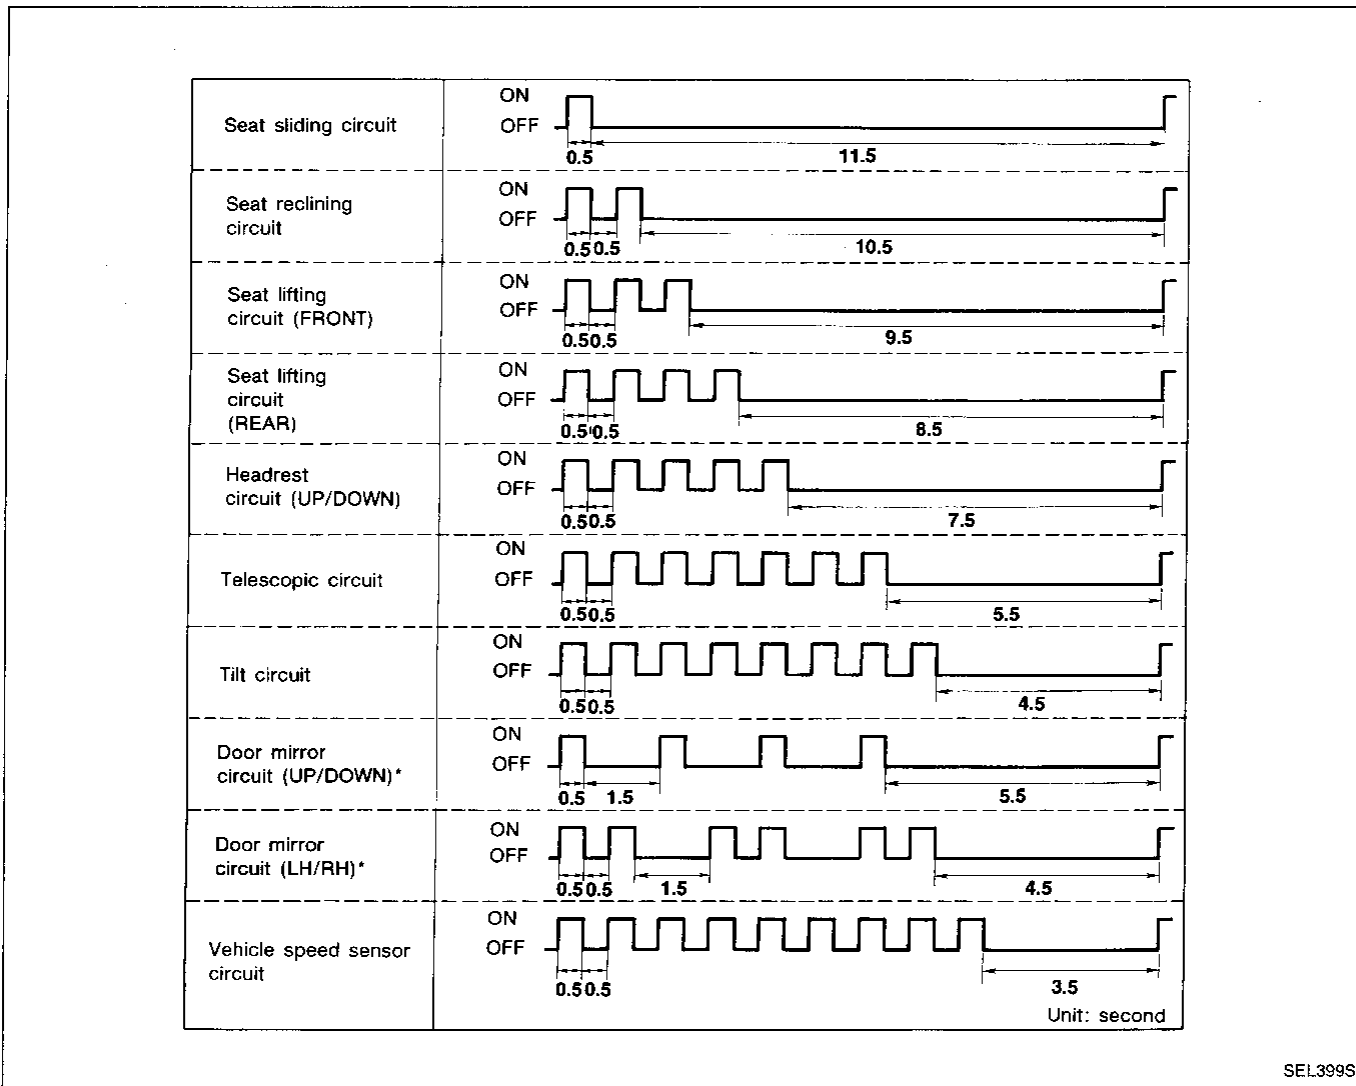 Seat sliding circuit
ON
OFF
0.5
11.5
Seat reclining
circuit
ON
OFF
0.5 0.5
10.5
Seat lifting
circuit (FRONT)
ON
OFF
0.5 0.5
9.5
Seat lifting
circuit
(REAR)
ON
OFF
0.5 0.5
8.5
Headrest
circuit (UP/DOWN)
ON
OFF
0.5 0.5
7.5
Telescopic circuit
ON
OFF
0.5 0.5
5.5
Tilt circuit
ON
OFF
0.5 0.5
4.5
Door mirror
circuit (UP/DOWN)*
ON
OFF
0.5 1.5
5.5
Door mirror
circuit (LH/RH)*
ON
OFF
0.5 0.5 1.5
4.5
Vehicle speed sensor
circuit
ON
OFF
0.5 0.5
3.5
Unit: second
SEL399S